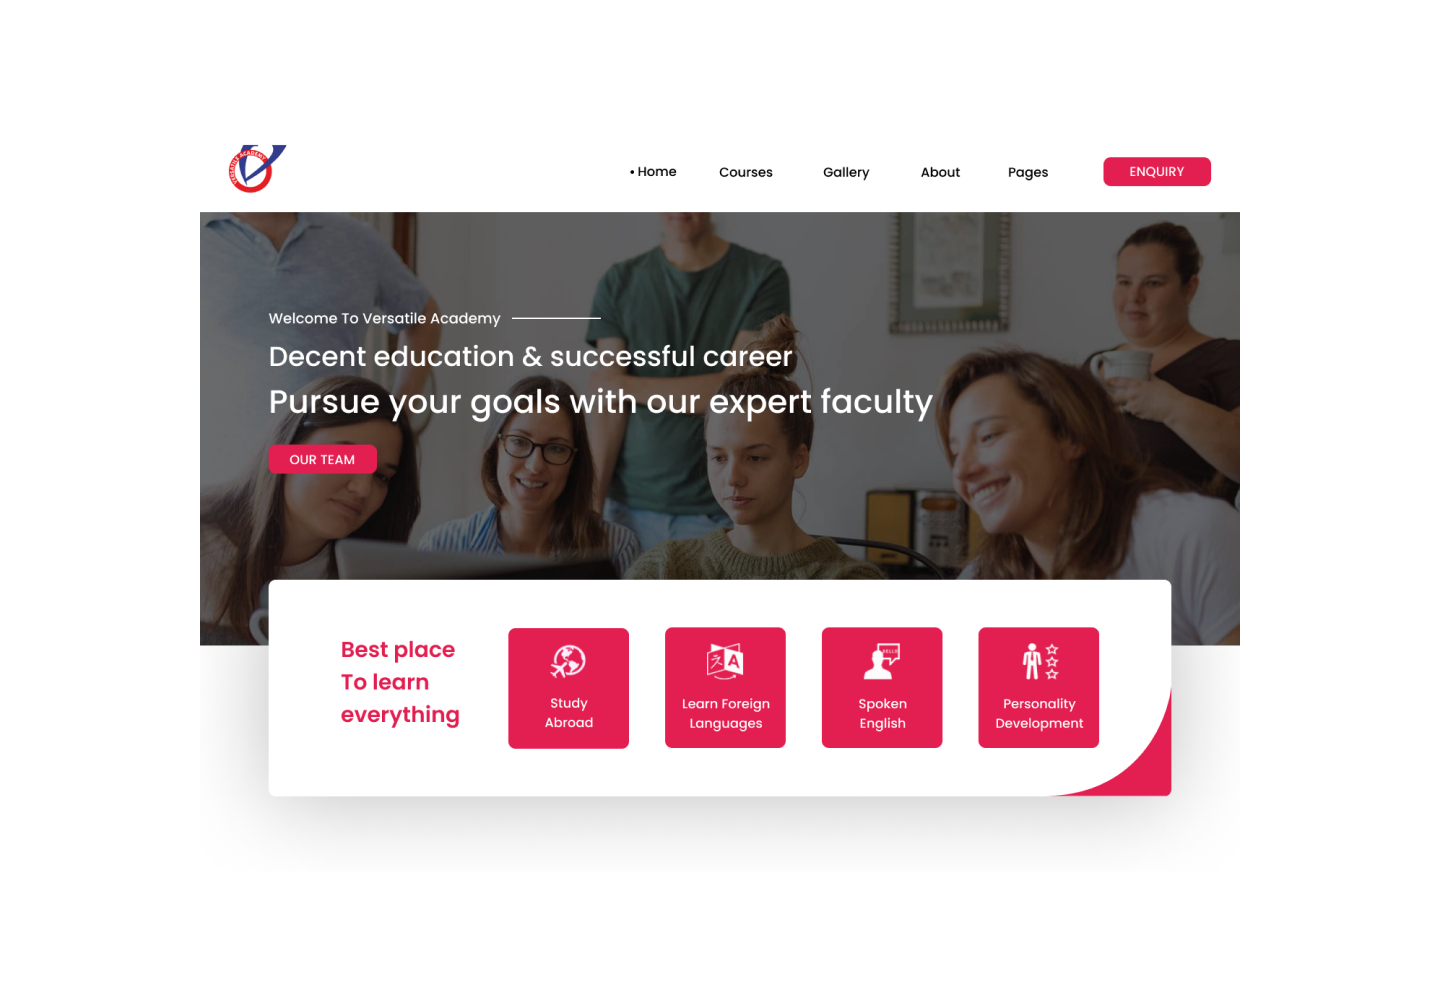 VERSATILE ACADEMY
• Home
Courses
Gallery
About
Pages
ENQUIRY
Welcome To Versatile Academy
Decent education & successful career
Pursue your goals with our expert faculty
OUR TEAM
Best place
To learn
everything
Study
Abroad
A
Learn Foreign
Languages
HELLO
Spoken
English
Personality
Development